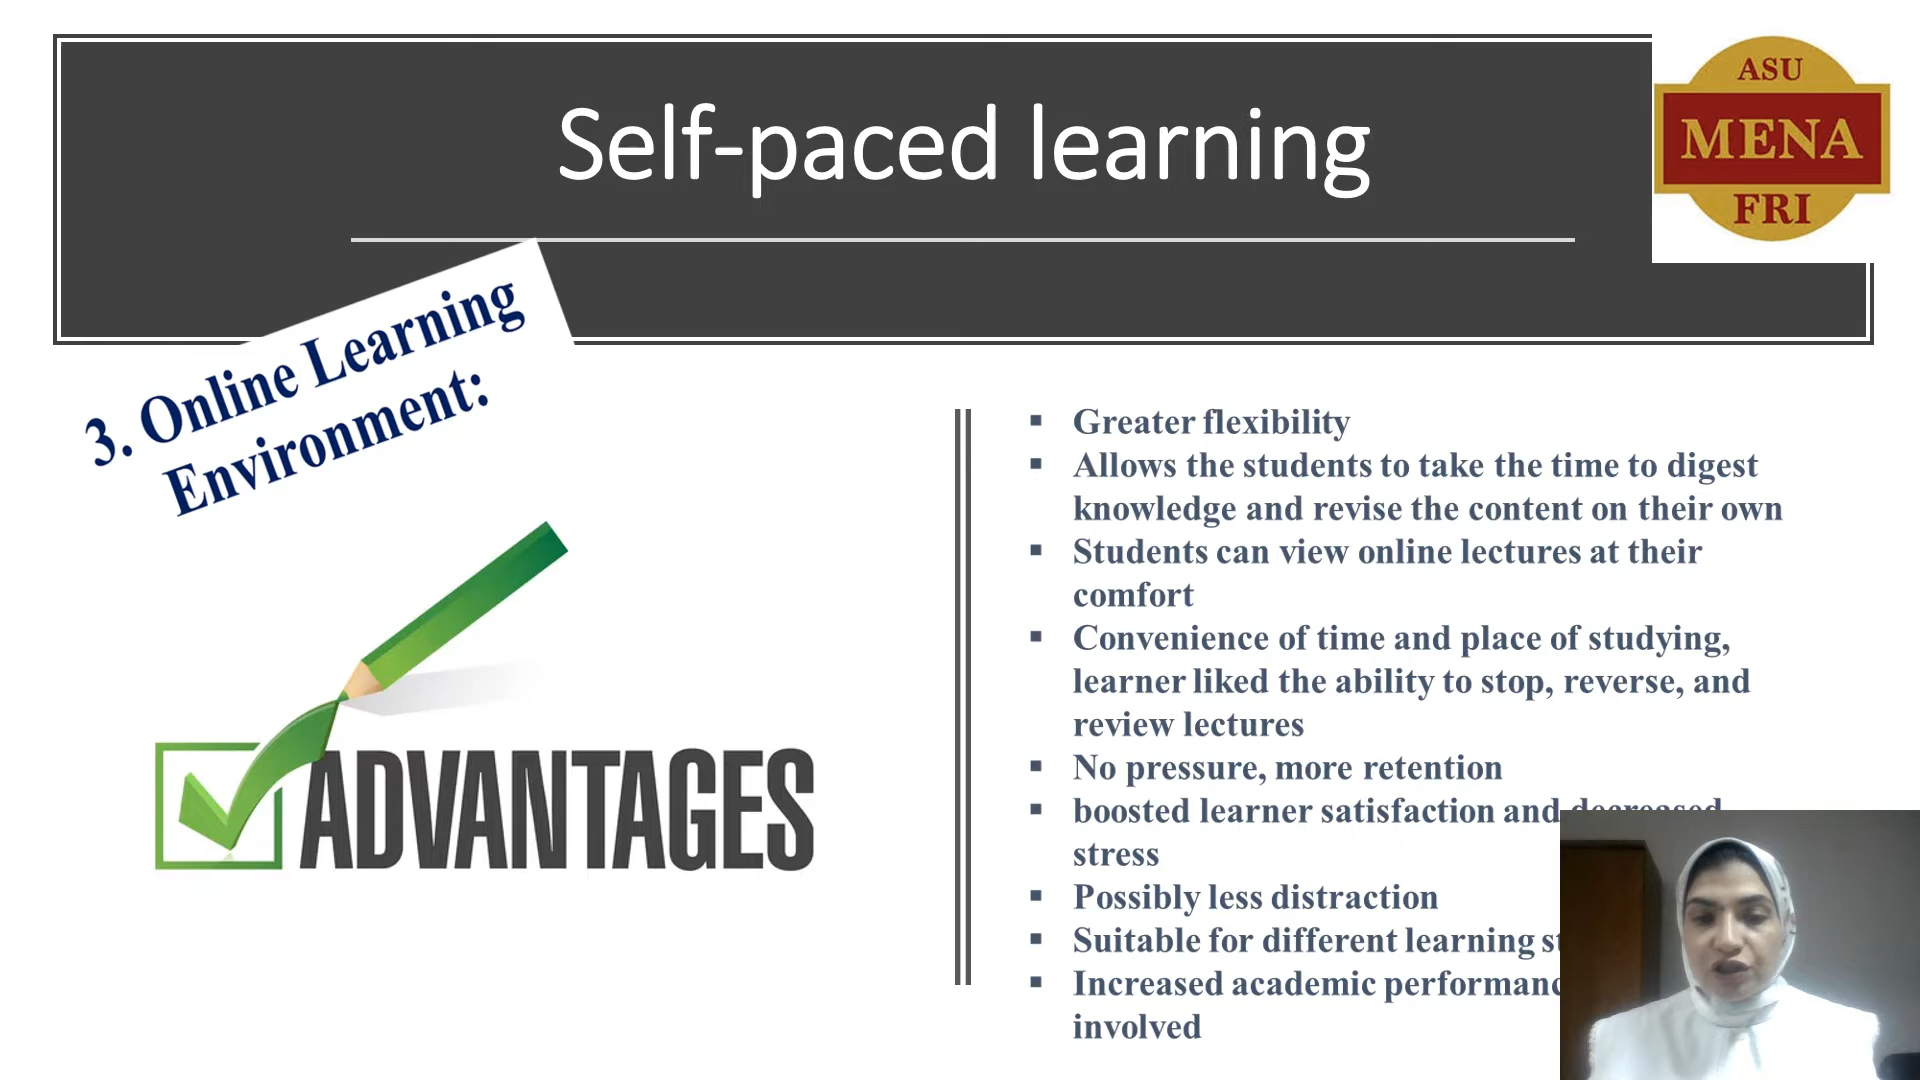 Self-paced learning
ASU
MENA
FRI
3. Online Learning
Environment:
ADVANTAGES
▪ Greater flexibility
▪ Allows the students to take the time to digest
knowledge and revise the content on their own
▪ Students can view online lectures at their
comfort
▪ Convenience of time and place of studying,
learner liked the ability to stop, reverse, and
review lectures
▪ No pressure, more retention
▪ boosted learner satisfaction and decreased
stress
▪ Possibly less distraction
▪ Suitable for different learning
▪ Increased academic
involved